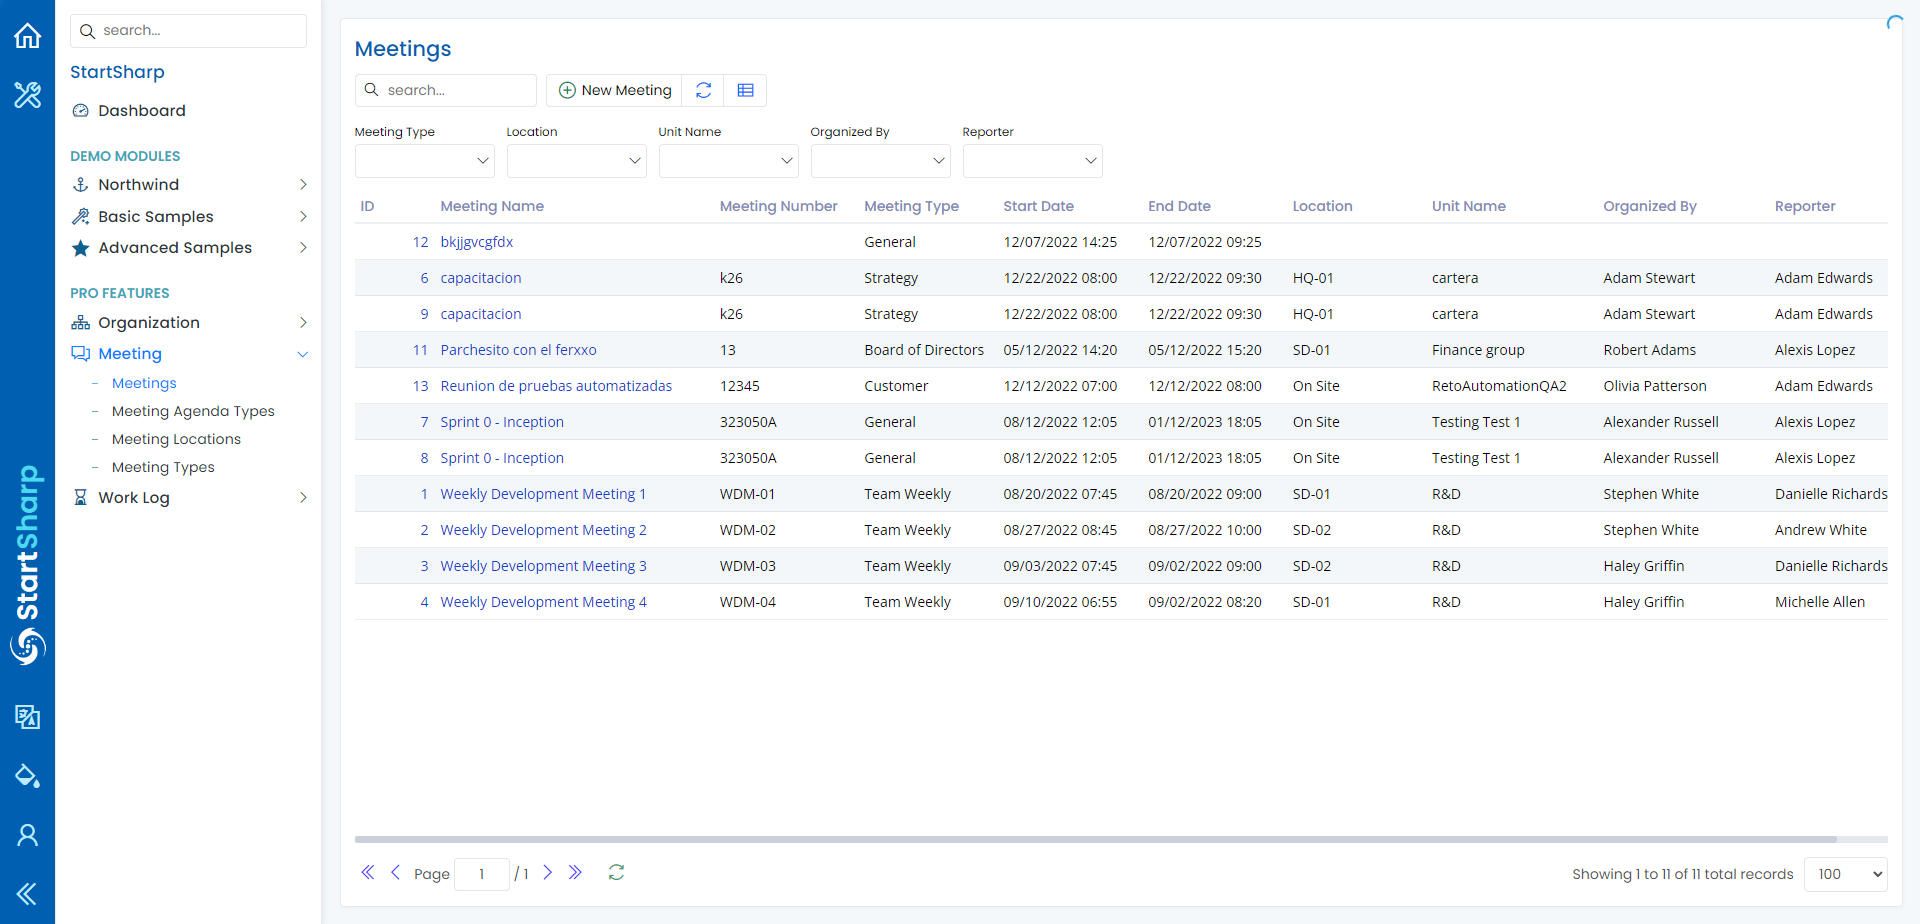 search...
StartSharp
Dashboard
DEMO MODULES
Northwind
Basic Samples
Advanced Samples
PRO FEATURES
Organization
Meeting
Meetings
Meeting Agenda Types
Meeting Locations
Meeting Types
Work Log
StartSharp
Meetings
search... New Meeting
Meeting Type Location Unit Name Organized By Reporter
ID Meeting Name Meeting Number Meeting Type Start Date End Date Location Unit Name Organized By Reporter
12 bkjjgvcgfdx General 12/07/2022 14:25 12/07/2022 09:25
6 capacitacion k26 Strategy 12/22/2022 08:00 12/22/2022 09:30 HQ-01 cartera Adam Stewart Adam Edwards
9 capacitacion k26 Strategy 12/22/2022 08:00 12/22/2022 09:30 HQ-01 cartera Adam Stewart Adam Edwards
11 Parchesito con el ferxxo 13 Board of Directors 05/12/2022 14:20 05/12/2022 15:20 SD-01 Finance group Robert Adams Alexis Lopez
13 Reunion de pruebas automatizadas 12345 Customer 12/12/2022 07:00 12/12/2022 08:00 On Site RetoAutomationQA2 Olivia Patterson Adam Edwards
7 Sprint 0 - Inception 323050A General 08/12/2022 12:05 01/12/2023 18:05 On Site Testing Test 1 Alexander Russell Alexis Lopez
8 Sprint 0 - Inception 323050A General 08/12/2022 12:05 01/12/2023 18:05 On Site Testing Test 1 Alexander Russell Alexis Lopez
1 Weekly Development Meeting 1 WDM-01 Team Weekly 08/20/2022 07:45 08/20/2022 09:00 SD-01 R&D Stephen White Danielle Richards
2 Weekly Development Meeting 2 WDM-02 Team Weekly 08/27/2022 08:45 08/27/2022 10:00 SD-02 R&D Stephen White Andrew White
3 Weekly Development Meeting 3 WDM-03 Team Weekly 09/03/2022 07:45 09/02/2022 09:00 SD-02 R&D Haley Griffin Danielle Richards
4 Weekly Development Meeting 4 WDM-04 Team Weekly 09/10/2022 06:55 09/02/2022 08:20 SD-01 R&D Haley Griffin Michelle Allen
Page 1 / 1 Showing 1 to 11 of 11 total records 100